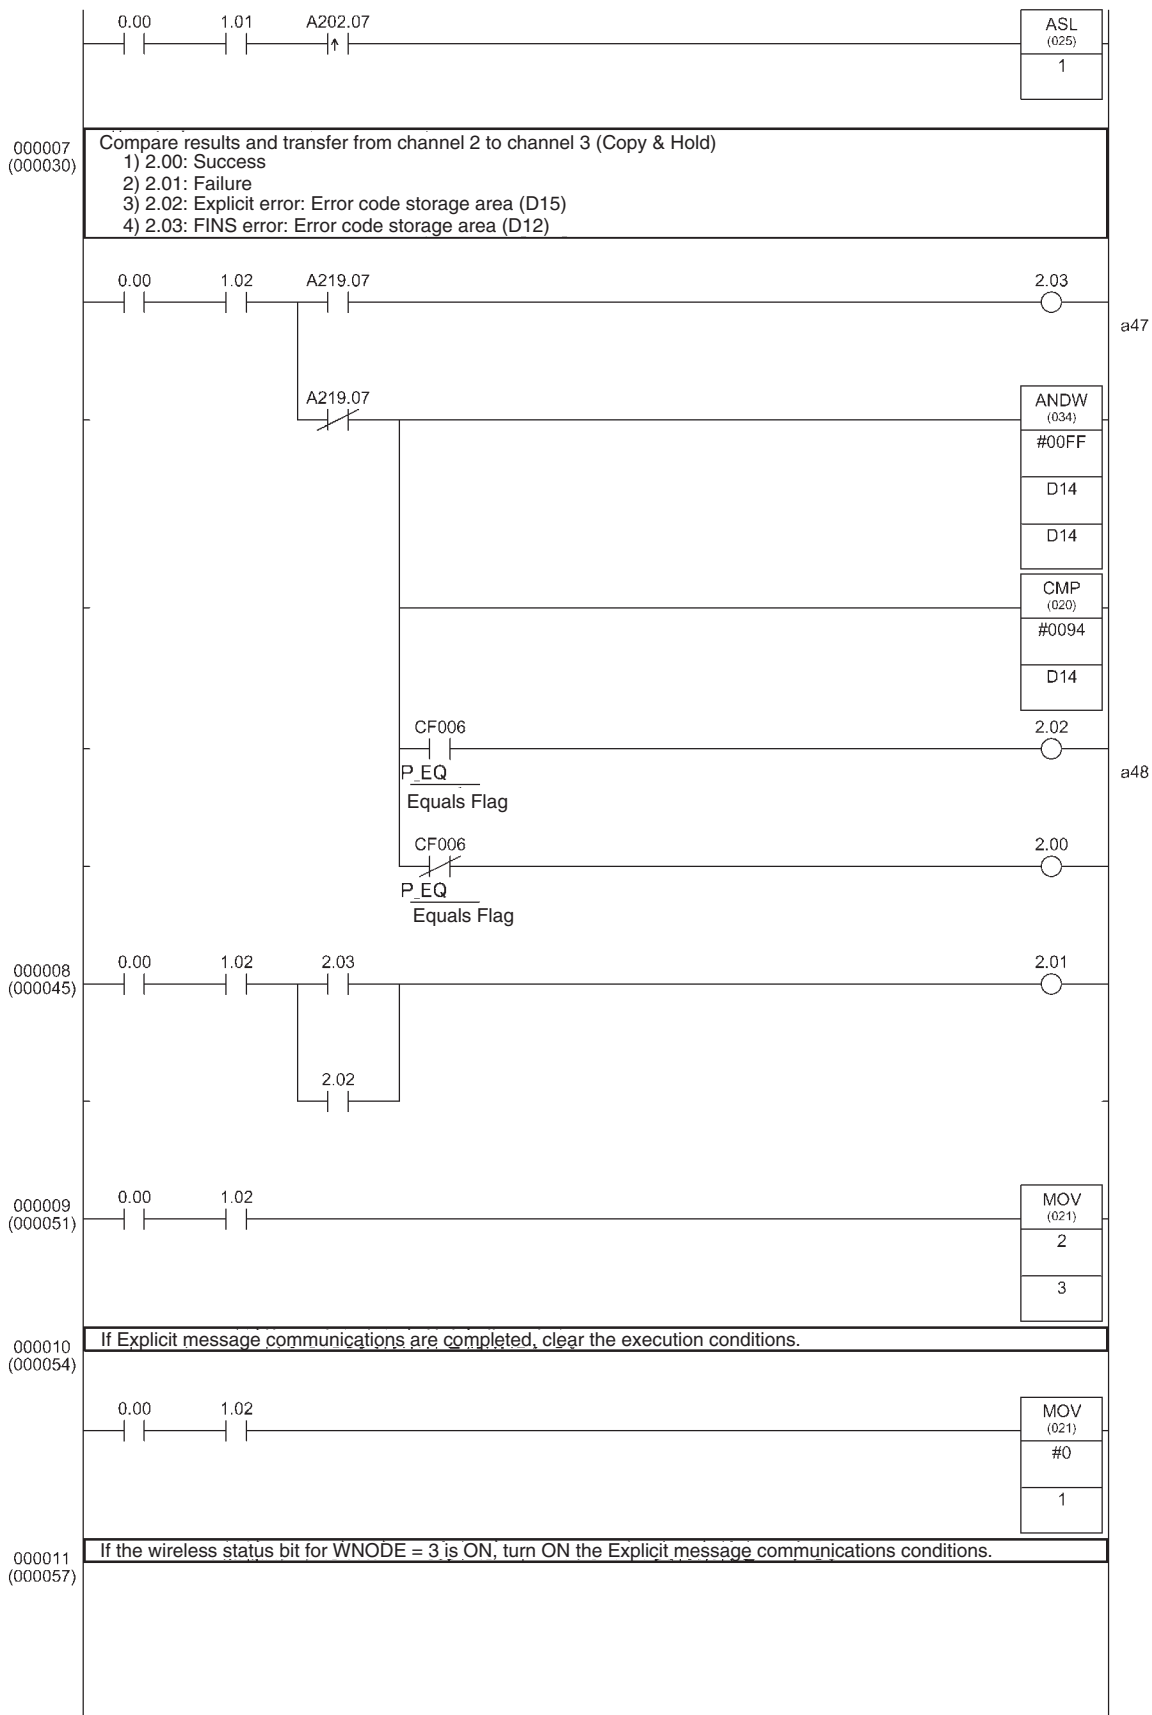 0.00 1.01 A202.07 ASL
(025)
1
000007
(000030)
Compare results and transfer from channel 2 to channel 3 (Copy & Hold)
1) 2.00: Success
2) 2.01: Failure
3) 2.02: Explicit error: Error code storage area (D15)
4) 2.03: FINS error: Error code storage area (D12)
0.00 1.02 A219.07 2.03
a47
A219.07 ANDW
(034)
#00FF
D14
D14
CMP
(020)
#0094
D14
CF006 2.02
P_EQ a48
Equals Flag
CF006 2.00
P_EQ
Equals Flag
000008
(000045)
0.00 1.02 2.03 2.01
2.02
000009
(000051)
0.00 1.02 MOV
(021)
2
3
000010
(000054)
If Explicit message communications are completed, clear the execution conditions.
0.00 1.02 MOV
(021)
#0
1
000011
(000057)
If the wireless status bit for WNODE = 3 is ON, turn ON the Explicit message communications conditions.